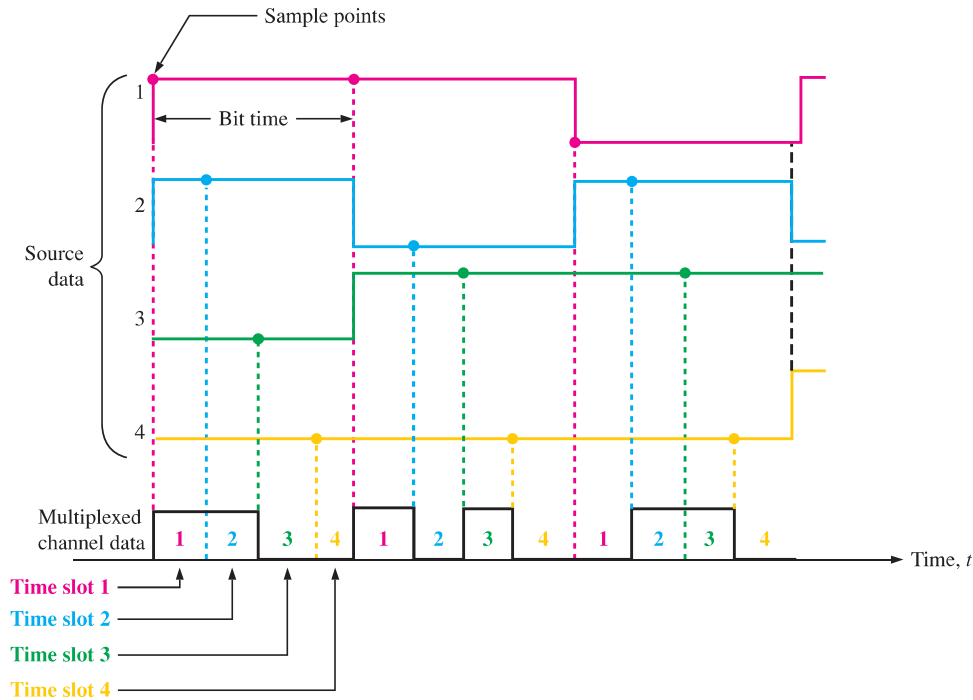 Sample points
1
Bit time
2
Source
data
3
4
Multiplexed
channel data
1 2 3 4 1 2 3 4 1 2 3 4
Time, t
Time slot 1
Time slot 2
Time slot 3
Time slot 4